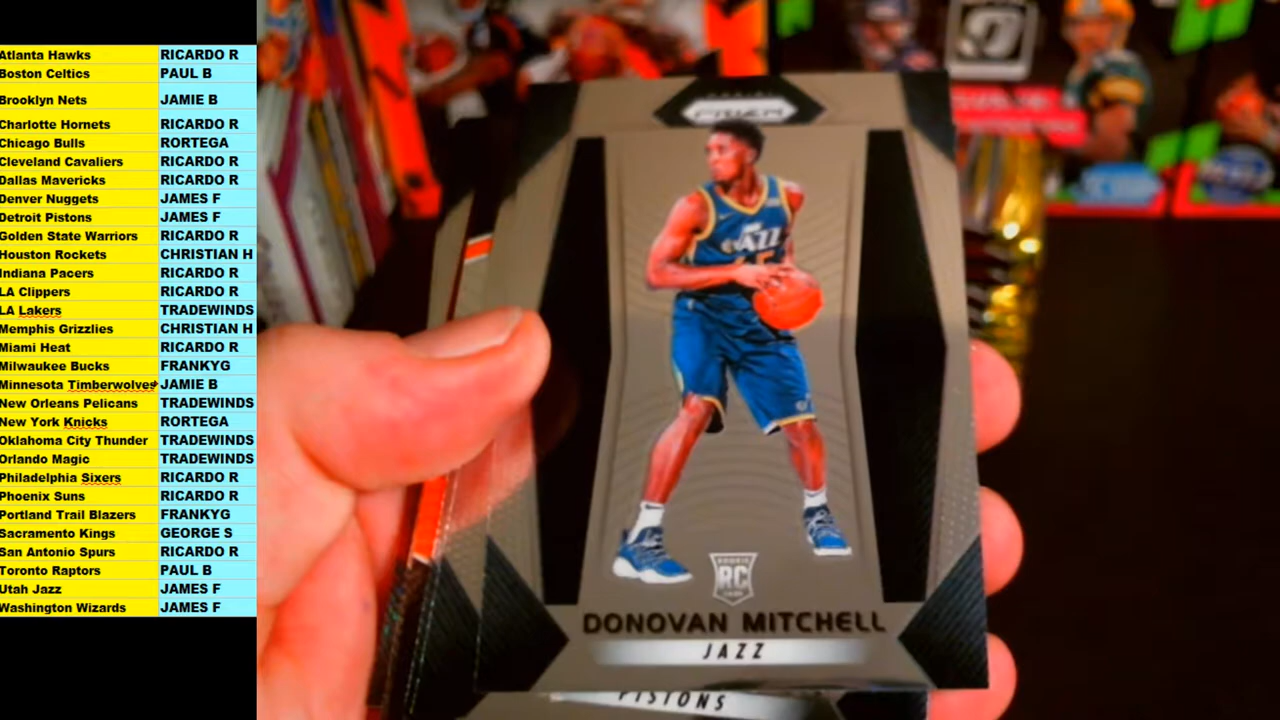 Atlanta Hawks RICARDO R
Boston Celtics PAUL B
Brooklyn Nets JAMIE B
Charlotte Hornets RICARDO R
Chicago Bulls RORTEGA
Cleveland Cavaliers RICARDO R
Dallas Mavericks RICARDO R
Denver Nuggets JAMES F
Detroit Pistons JAMES F
Golden State Warriors RICARDO R
Houston Rockets CHRISTIAN H
Indiana Pacers RICARDO R
LA Clippers RICARDO R
LA Lakers TRADEWINDS
Memphis Grizzlies CHRISTIAN H
Miami Heat RICARDO R
Milwaukee Bucks FRANKYG
Minnesota Timberwolves JAMIE B
New Orleans Pelicans TRADEWINDS
New York Knicks RORTEGA
Oklahoma City Thunder TRADEWINDS
Orlando Magic TRADEWINDS
Philadelphia Sixers RICARDO R
Phoenix Suns RICARDO R
Portland Trail Blazers FRANKYG
Sacramento Kings GEORGE S
San Antonio Spurs RICARDO R
Toronto Raptors PAUL B
Utah Jazz JAMES F
Washington Wizards JAMES F
PRIZM
JAZZ
45
ROOKIE
RC
DONOVAN MITCHELL
JAZZ
PISTONS